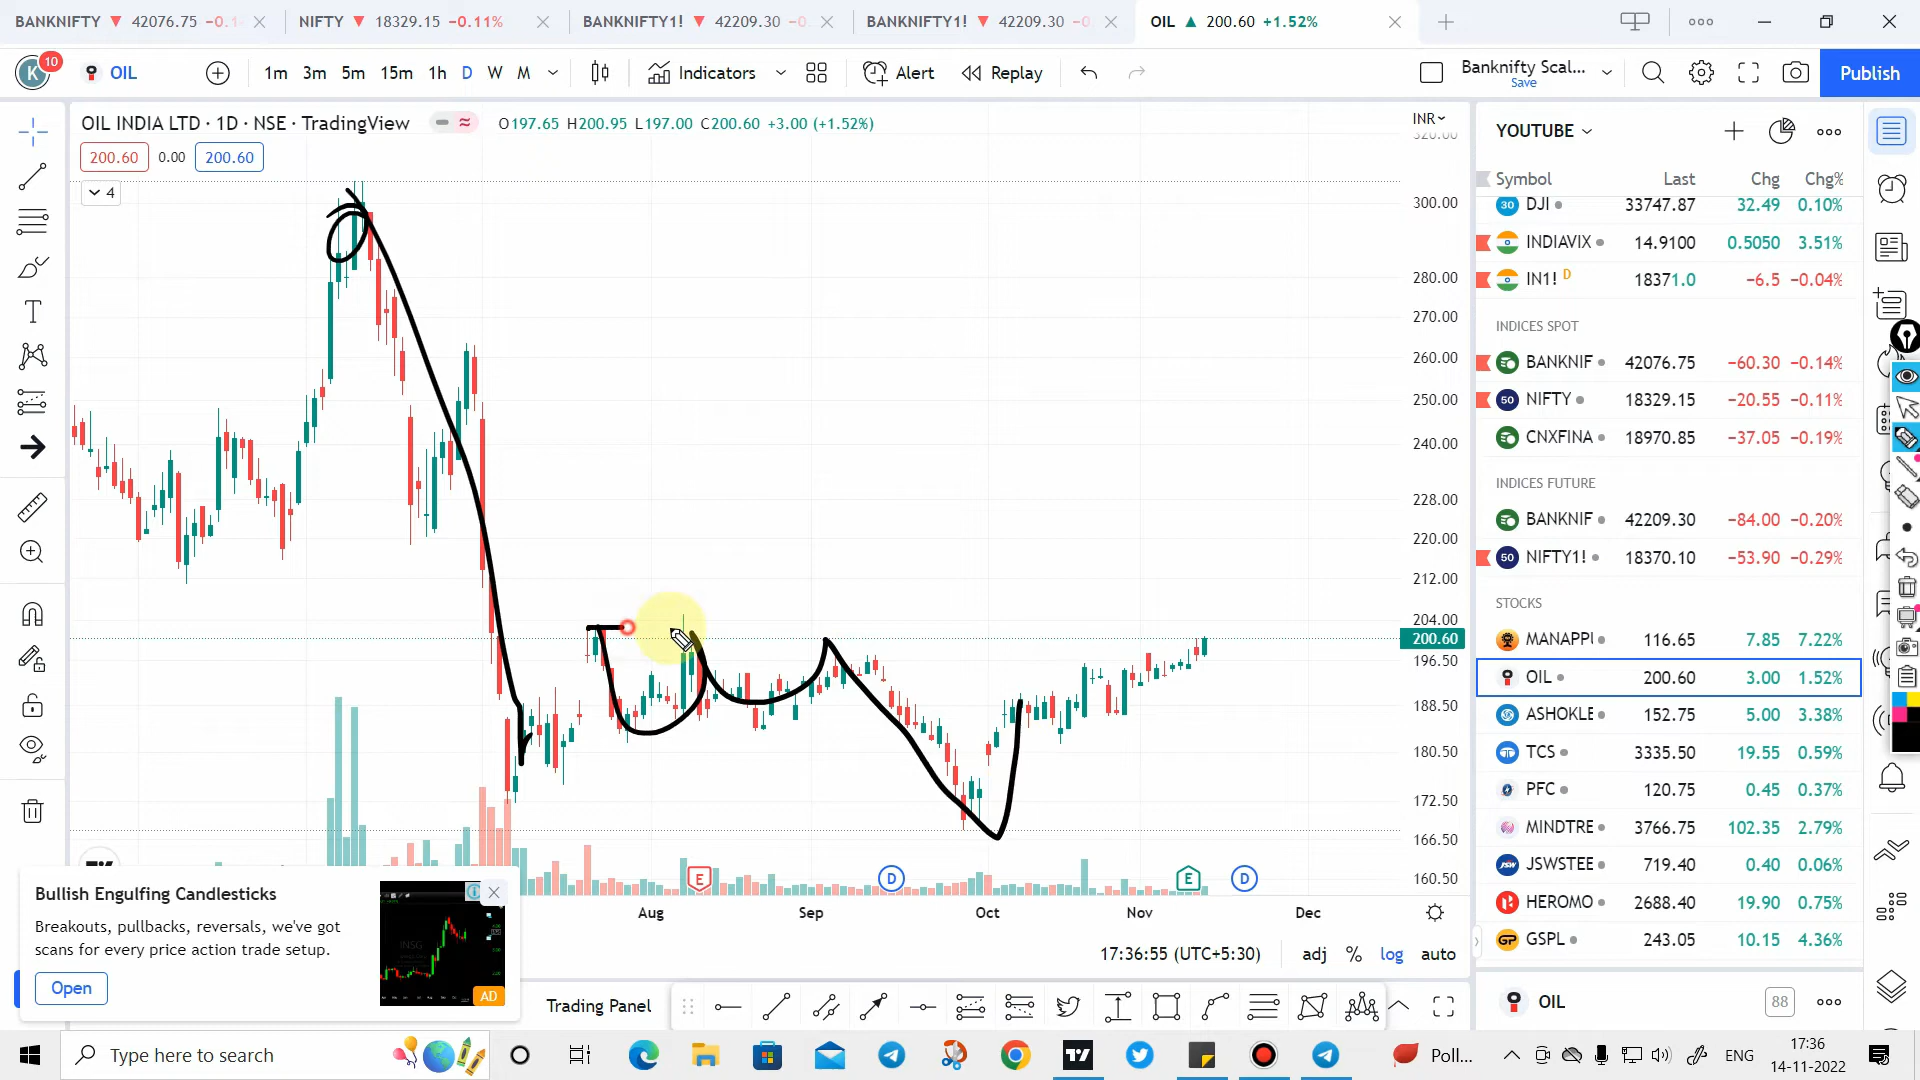 BANKNIFTY ▼ 42076.75 −0.1
NIFTY ▼ 18329.15 −0.11%
BANKNIFTY1! ▼ 42209.30 −0.
BANKNIFTY1! ▼ 42209.30 −0
OIL ▲ 200.60 +1.52%
K 10
OIL
1m 3m 5m 15m 1h D W M
Indicators
Alert
Replay
Banknifty Scal...
Save
Publish
OIL INDIA LTD · 1D · NSE · TradingView
O197.65 H200.95 L197.00 C200.60 +3.00 (+1.52%)
200.60 0.00 200.60
4
INR
320.00
300.00
280.00
270.00
260.00
250.00
240.00
228.00
220.00
212.00
204.00
200.60
196.50
188.50
180.50
172.50
166.50
160.50
E D E D
Aug Sep Oct Nov Dec
17:36:55 (UTC+5:30) adj % log auto
Bullish Engulfing Candlesticks
Breakouts, pullbacks, reversals, we've got
scans for every price action trade setup.
Open
AD
Trading Panel
YOUTUBE
Symbol Last Chg Chg%
30 DJI 33747.87 32.49 0.10%
INDIAVIX 14.9100 0.5050 3.51%
IN1! D 18371.0 −6.5 −0.04%
INDICES SPOT
BANKNIF 42076.75 −60.30 −0.14%
50 NIFTY 18329.15 −20.55 −0.11%
CNXFINA 18970.85 −37.05 −0.19%
INDICES FUTURE
BANKNIF 42209.30 −84.00 −0.20%
50 NIFTY1! 18370.10 −53.90 −0.29%
STOCKS
MANAPPU 116.65 7.85 7.22%
OIL 200.60 3.00 1.52%
ASHOKLE 152.75 5.00 3.38%
TCS 3335.50 19.55 0.59%
PFC 120.75 0.45 0.37%
MINDTRE 3766.75 102.35 2.79%
JSWSTEE 719.40 0.40 0.06%
HEROMO 2688.40 19.90 0.75%
GP GSPL 243.05 10.15 4.36%
OIL 88
Type here to search
Poll...
ENG
17:36
14-11-2022